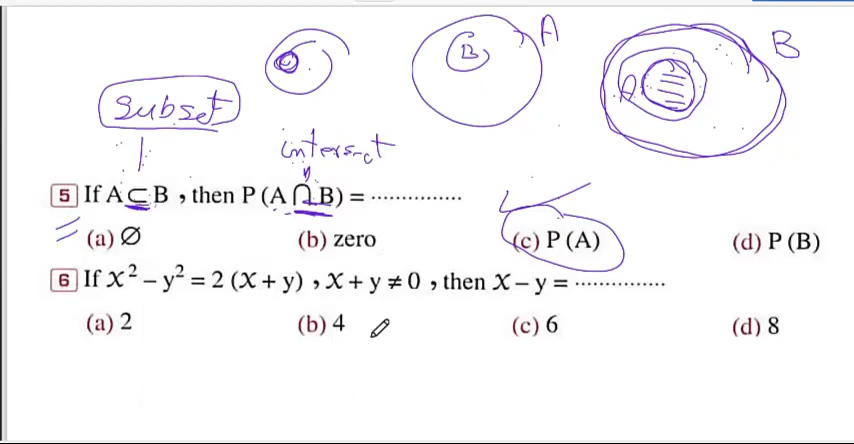 A
B
B
A
subset
intersect
5 If A ⊆ B , then P (A ∩ B) = ..............
(a) Ø (b) zero (c) P (A) (d) P (B)
6 If X² – y² = 2 (X + y) , X + y ≠ 0 , then X – y = ..............
(a) 2 (b) 4 (c) 6 (d) 8